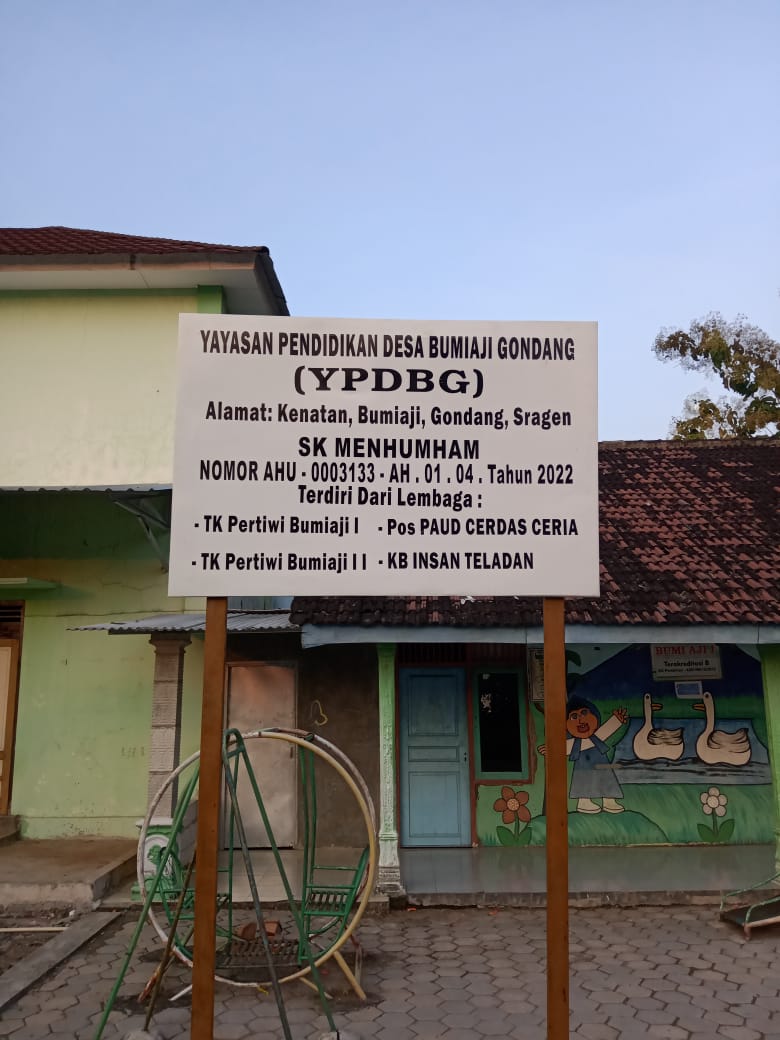 YAYASAN PENDIDIKAN DESA BUMIAJI GONDANG
(YPDBG)
Alamat: Kenatan, Bumiaji, Gondang, Sragen
SK MENHUMHAM
NOMOR AHU - 0003133 - AH . 01 . 04 . Tahun 2022
Terdiri Dari Lembaga :
- TK Pertiwi Bumiaji I - Pos PAUD CERDAS CERIA
- TK Pertiwi Bumiaji I I - KB INSAN TELADAN
BUMI AJI 1
Terakreditasi B